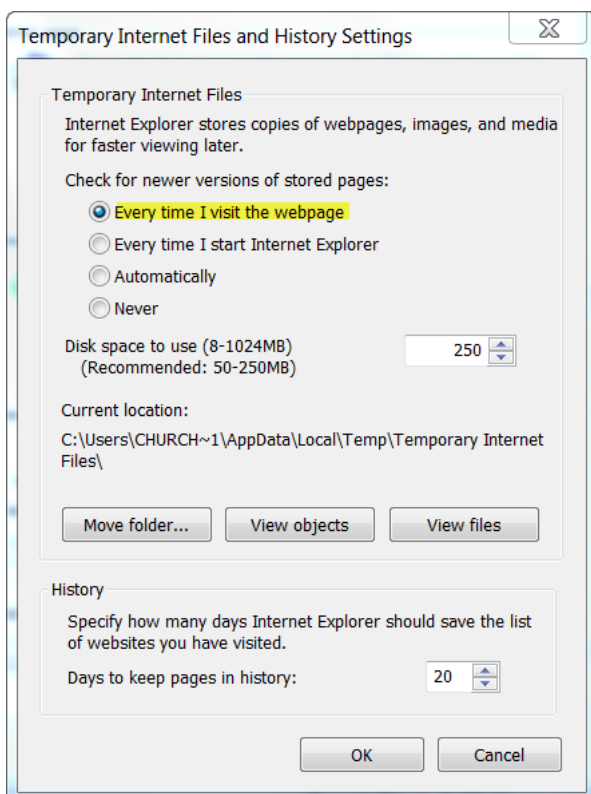 Temporary Internet Files and History Settings
Temporary Internet Files
Internet Explorer stores copies of webpages, images, and media
for faster viewing later.
Check for newer versions of stored pages:
Every time I visit the webpage
Every time I start Internet Explorer
Automatically
Never
Disk space to use (8-1024MB) 250
(Recommended: 50-250MB)
Current location:
C:\Users\CHURCH~1\AppData\Local\Temp\Temporary Internet
Files\
Move folder... View objects View files
History
Specify how many days Internet Explorer should save the list
of websites you have visited.
Days to keep pages in history: 20
OK Cancel